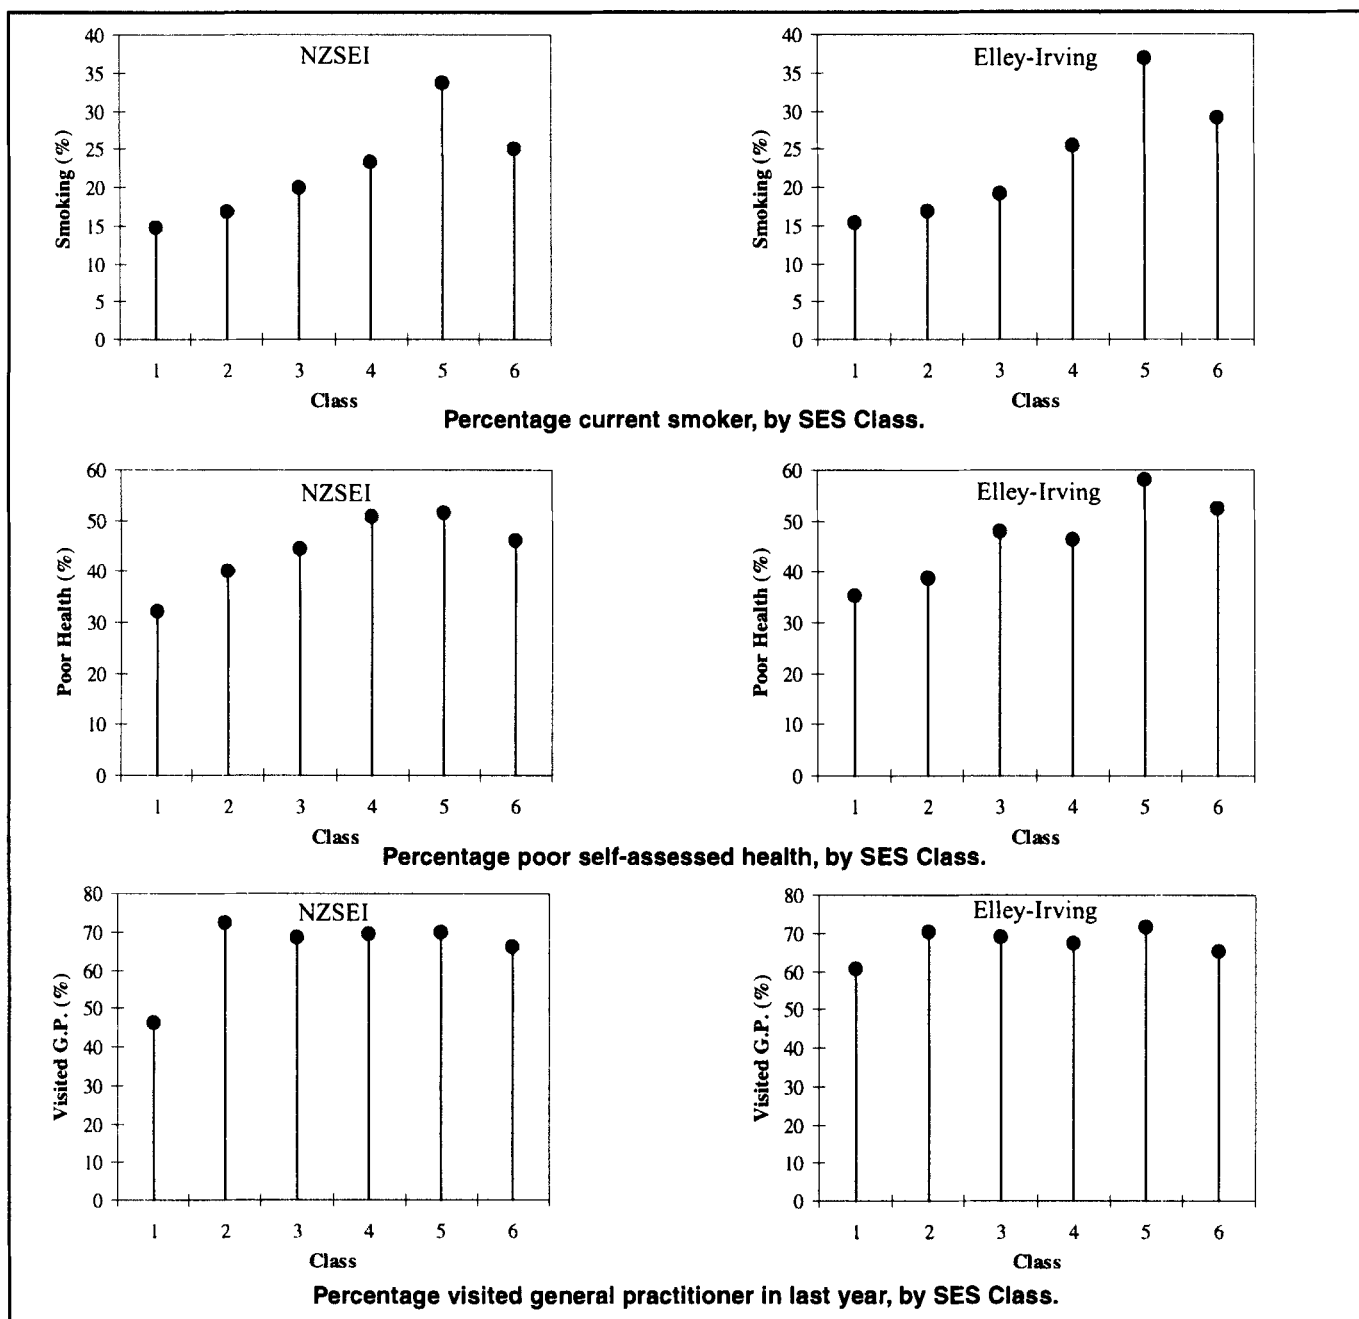 NZSEI
Smoking (%)
40
35
30
25
20
15
10
5
0
1 2 3 4 5 6
Class
Elley-Irving
Smoking (%)
40
35
30
25
20
15
10
5
0
1 2 3 4 5 6
Class
Percentage current smoker, by SES Class.
NZSEI
Poor Health (%)
60
50
40
30
20
10
0
1 2 3 4 5 6
Class
Elley-Irving
Poor Health (%)
60
50
40
30
20
10
0
1 2 3 4 5 6
Class
Percentage poor self-assessed health, by SES Class.
NZSEI
Visited G.P. (%)
80
70
60
50
40
30
20
10
0
1 2 3 4 5 6
Class
Elley-Irving
Visited G.P. (%)
80
70
60
50
40
30
20
10
0
1 2 3 4 5 6
Class
Percentage visited general practitioner in last year, by SES Class.